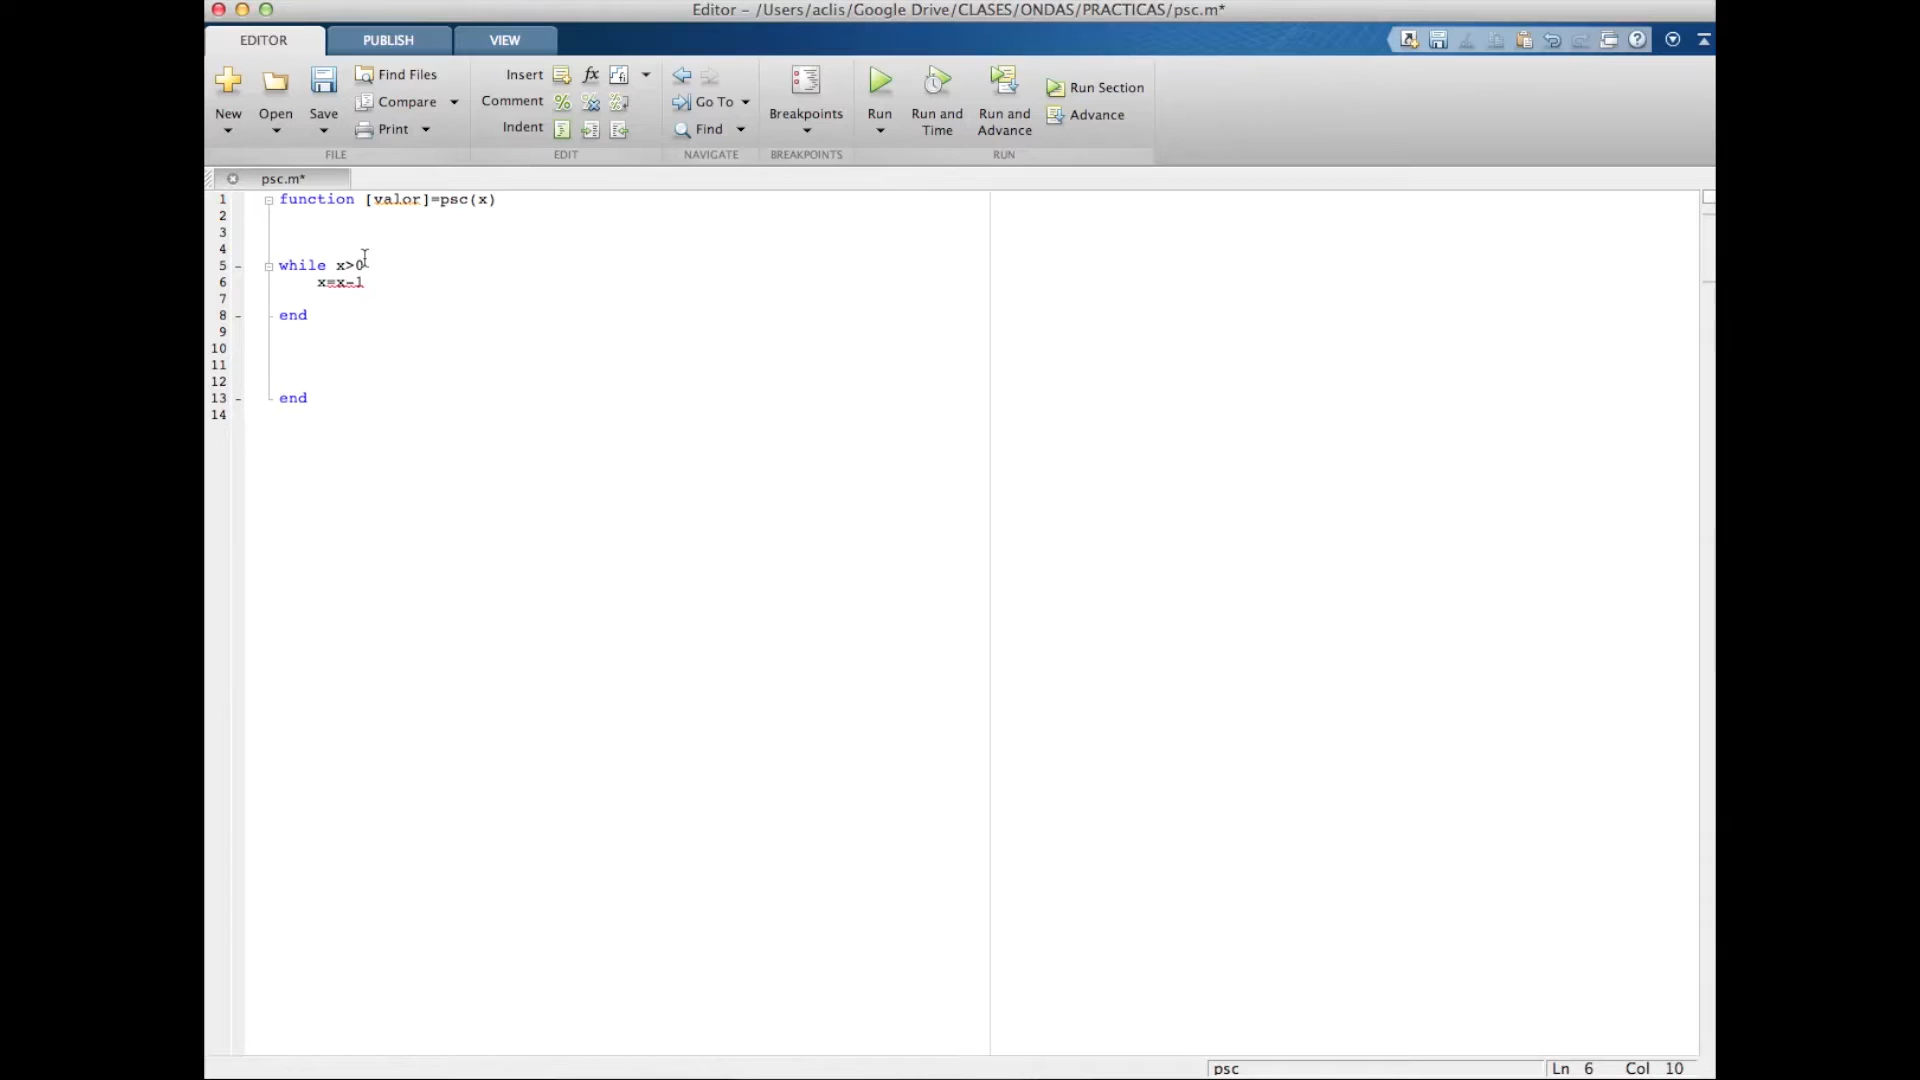 Editor - /Users/aclis/Google Drive/CLASES/ONDAS/PRACTICAS/psc.m*
EDITOR PUBLISH VIEW
New Open Save Find Files Compare Print
FILE
Insert fx
Comment
Indent
EDIT
Go To
Find
NAVIGATE
Breakpoints
BREAKPOINTS
Run Run and Time Run and Advance Run Section Advance
RUN
psc.m*
1 function [valor]=psc(x)
2
3
4
5 - while x>0
6 x=x-1
7
8 - end
9
10
11
12
13 - end
14
psc Ln 6 Col 10